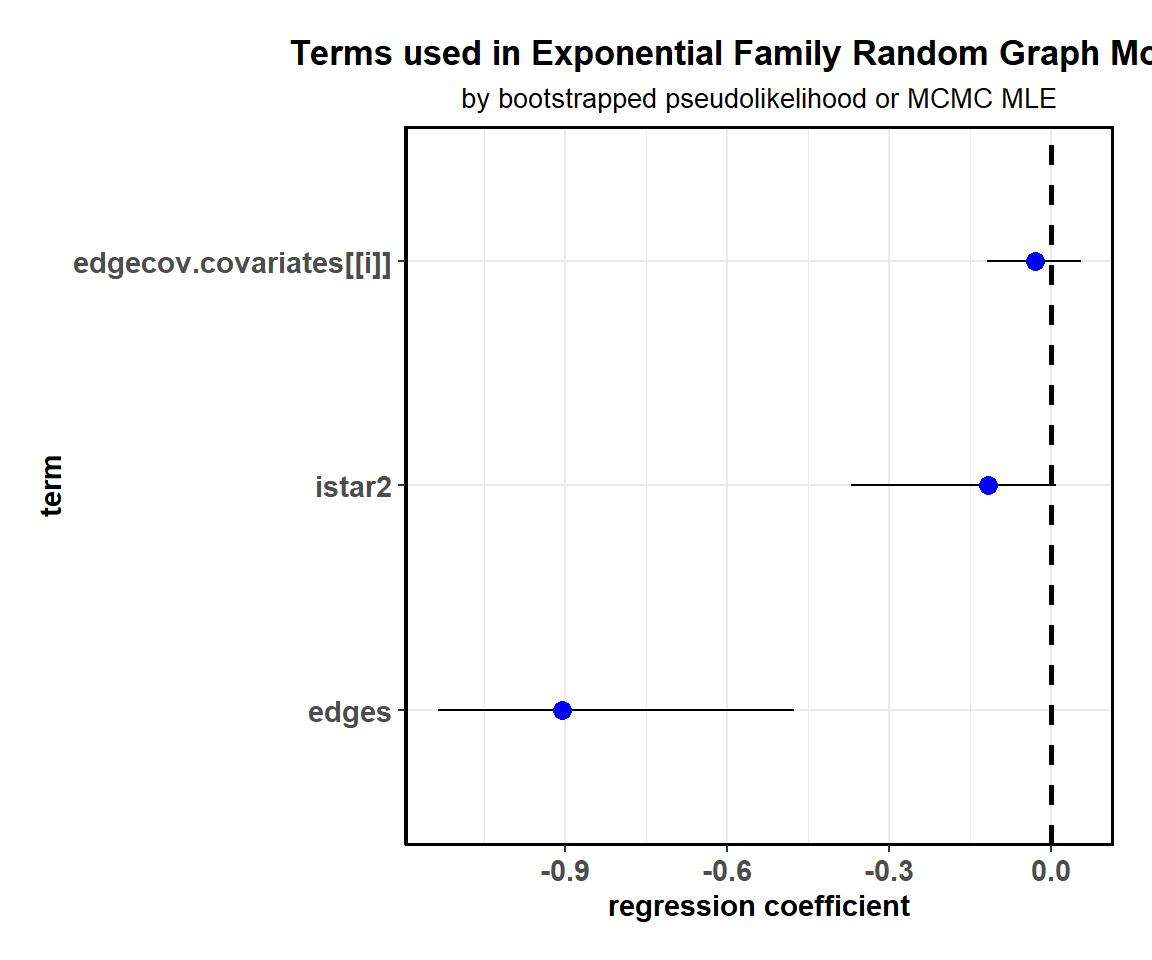 Terms used in Exponential Family Random Graph Mo
by bootstrapped pseudolikelihood or MCMC MLE
edgecov.covariates[[i]]
istar2
edges
term
-0.9 -0.6 -0.3 0.0
regression coefficient